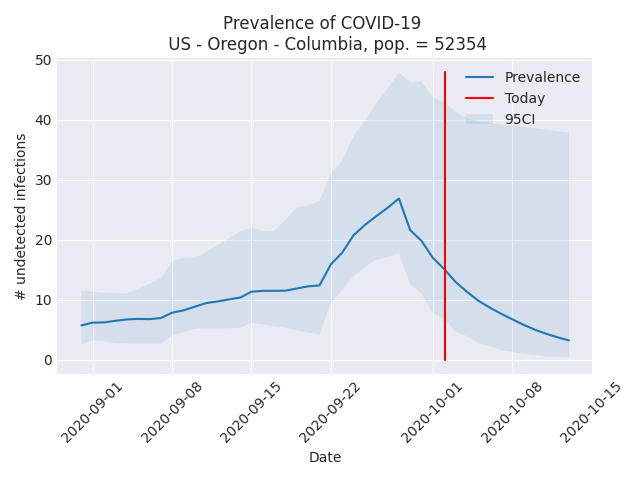 Prevalence of COVID-19
US - Oregon - Columbia, pop. = 52354
50
40
30
20
10
0
# undetected infections
Prevalence
Today
95CI
2020-09-01
2020-09-08
2020-09-15
2020-09-22
2020-10-01
2020-10-08
2020-10-15
Date